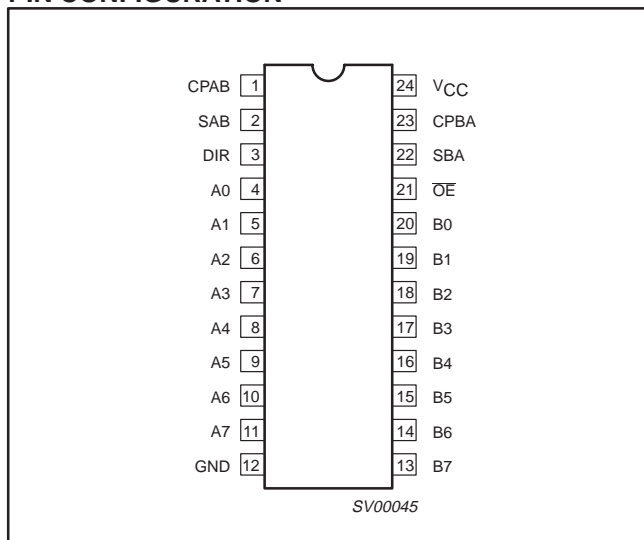 PIN CONFIGURATION
CPAB 1 24 VCC
SAB 2 23 CPBA
DIR 3 22 SBA
A0 4 21 O̅E̅
A1 5 20 B0
A2 6 19 B1
A3 7 18 B2
A4 8 17 B3
A5 9 16 B4
A6 10 15 B5
A7 11 14 B6
GND 12 13 B7
SV00045